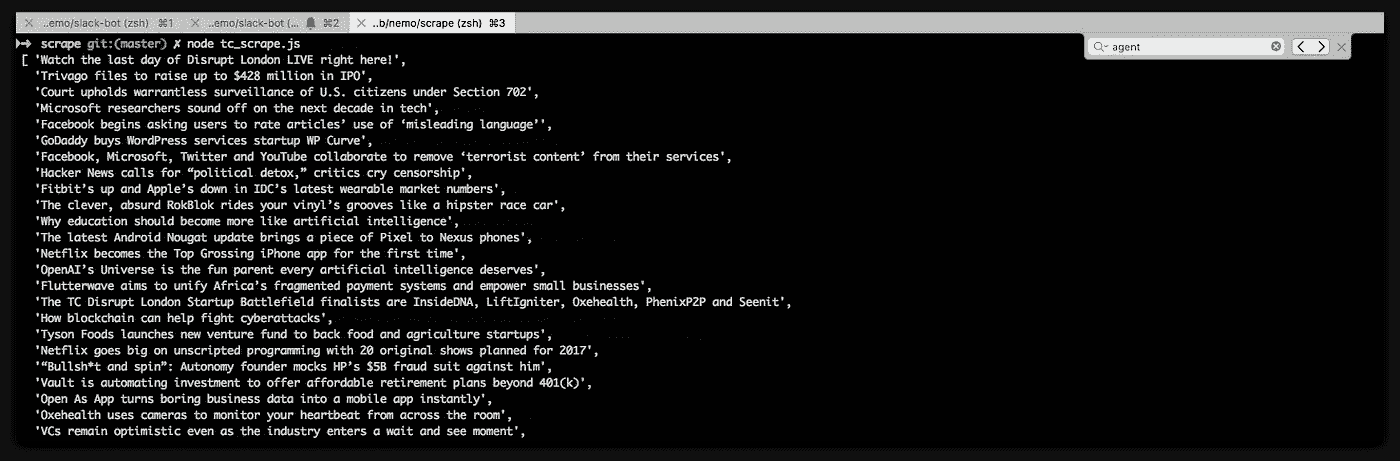 ..emo/slack-bot (zsh) ⌘1 ..emo/slack-bot (... ⌘2 ..b/nemo/scrape (zsh) ⌘3
agent
scrape git:(master) ✗ node tc_scrape.js
[ 'Watch the last day of Disrupt London LIVE right here!',
'Trivago files to raise up to $428 million in IPO',
'Court upholds warrantless surveillance of U.S. citizens under Section 702',
'Microsoft researchers sound off on the next decade in tech',
'Facebook begins asking users to rate articles’ use of ‘misleading language’',
'GoDaddy buys WordPress services startup WP Curve',
'Facebook, Microsoft, Twitter and YouTube collaborate to remove ‘terrorist content’ from their services',
'Hacker News calls for “political detox,” critics cry censorship',
'Fitbit’s up and Apple’s down in IDC’s latest wearable market numbers',
'The clever, absurd RokBlok rides your vinyl’s grooves like a hipster race car',
'Why education should become more like artificial intelligence',
'The latest Android Nougat update brings a piece of Pixel to Nexus phones',
'Netflix becomes the Top Grossing iPhone app for the first time',
'OpenAI’s Universe is the fun parent every artificial intelligence deserves',
'Flutterwave aims to unify Africa’s fragmented payment systems and empower small businesses',
'The TC Disrupt London Startup Battlefield finalists are InsideDNA, LiftIgniter, Oxehealth, PhenixP2P and Seenit',
'How blockchain can help fight cyberattacks',
'Tyson Foods launches new venture fund to back food and agriculture startups',
'Netflix goes big on unscripted programming with 20 original shows planned for 2017',
'“Bullsh*t and spin”: Autonomy founder mocks HP’s $5B fraud suit against him',
'Vault is automating investment to offer affordable retirement plans beyond 401(k)',
'Open As App turns boring business data into a mobile app instantly',
'Oxehealth uses cameras to monitor your heartbeat from across the room',
'VCs remain optimistic even as the industry enters a wait and see moment',